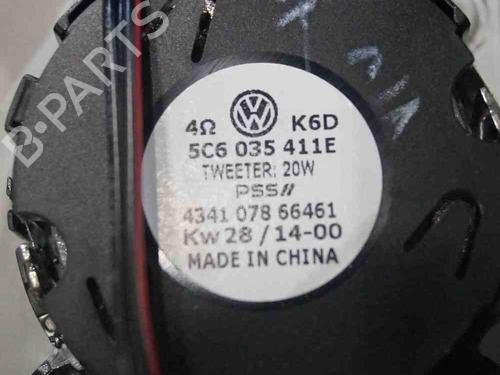 4Ω VW K6D
5C6 035 411E
TWEETER: 20W
PSS//
4341 078 66461
Kw 28 / 14-00
MADE IN CHINA
B-PARTS